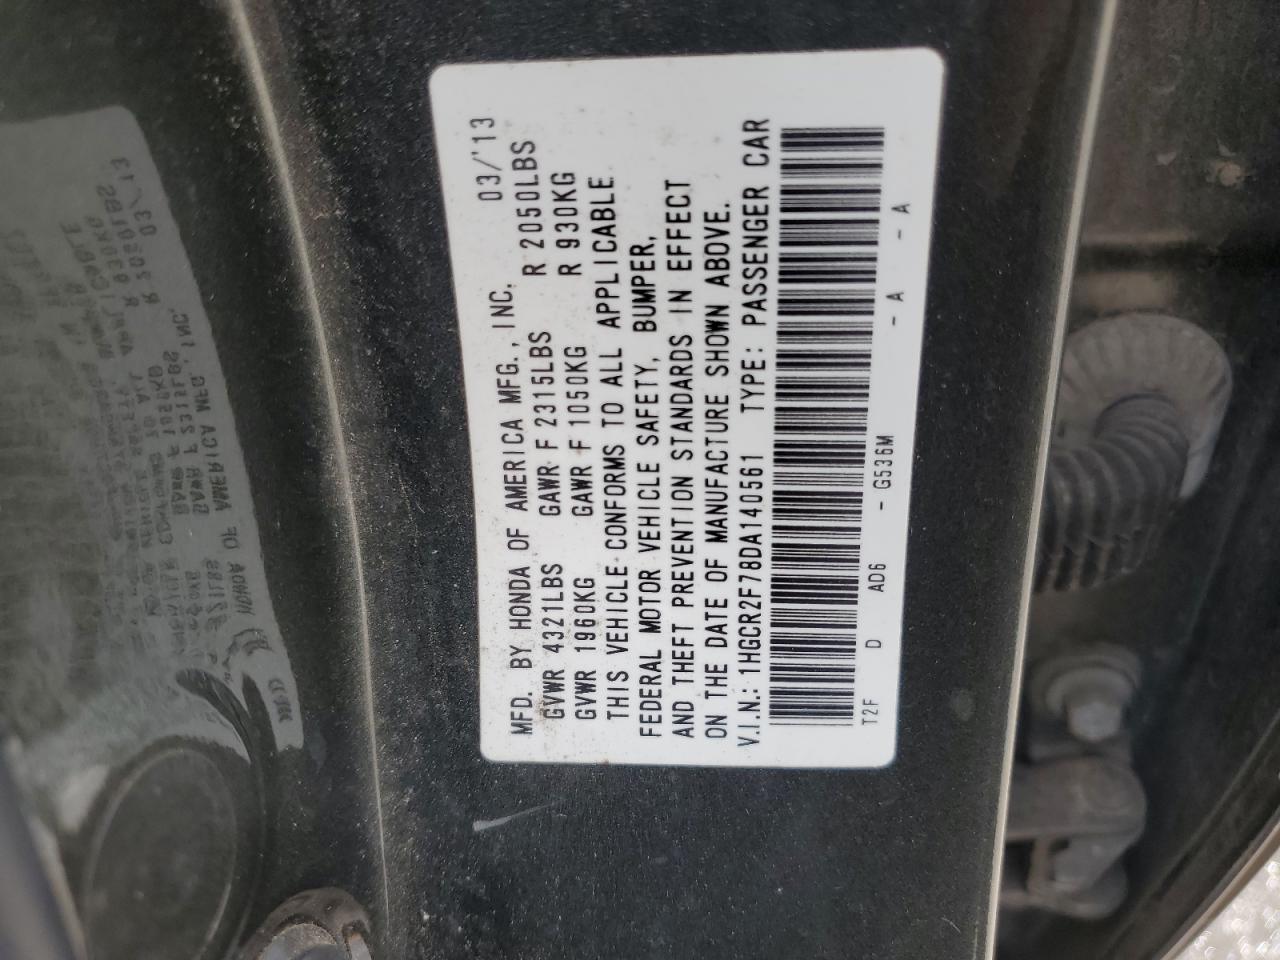 MFD. BY HONDA OF AMERICA MFG., INC. 03/'13
GVWR 4321LBS GAWR F 2315LBS R 2050LBS
GVWR 1960KG GAWR F 1050KG R 930KG
THIS VEHICLE CONFORMS TO ALL APPLICABLE
FEDERAL MOTOR VEHICLE SAFETY, BUMPER,
AND THEFT PREVENTION STANDARDS IN EFFECT
ON THE DATE OF MANUFACTURE SHOWN ABOVE.
V.I.N.: 1HGCR2F78DA140561 TYPE: PASSENGER CAR
T2F D AD6 - G536M - A - A